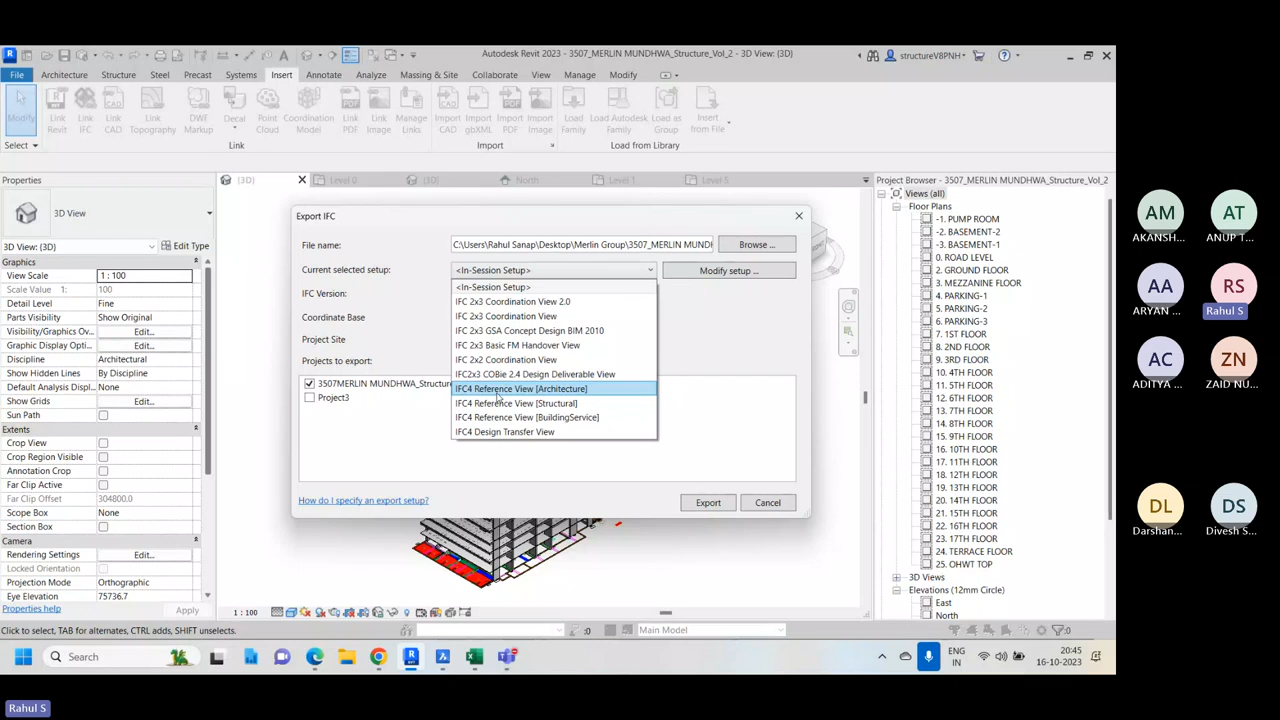 Autodesk Revit 2023 - 3507_MERLIN MUNDHWA_Structure_Vol_2 - 3D View: {3D}
structureV8PNH
File Architecture Structure Steel Precast Systems Insert Annotate Analyze Massing & Site Collaborate View Manage Modify
Modify
Link Revit
Link IFC
Link CAD
Link Topography
DWF Markup
Decal
Point Cloud
Coordination Model
Link PDF
Link Image
Manage Links
Import CAD
Import gbXML
Import PDF
Import Image
Load Family
Load Autodesk Family
Load as Group
Insert from File
Select
Link
Import
Load from Library
Properties
{3D}
Level 0
{3D}
North
Level 1
Level 5
Project Browser - 3507_MERLIN MUNDHWA_Structure_Vol_2
3D View
3D View: {3D}
Edit Type
Graphics
View Scale 1 : 100
Scale Value 1: 100
Detail Level Fine
Parts Visibility Show Original
Visibility/Graphics Ov... Edit...
Graphic Display Opti... Edit...
Discipline Architectural
Show Hidden Lines By Discipline
Default Analysis Displ...
Show Grids Edit...
Sun Path
Extents
Crop View
Crop Region Visible
Annotation Crop
Far Clip Active
Far Clip Offset 304800.0
Scope Box None
Section Box
Camera
Rendering Settings Edit...
Locked Orientation
Projection Mode Orthographic
Eye Elevation 75736.7
Properties help
Apply
Export IFC
File name: C:\Users\Rahul Sanap\Desktop\Merlin Group\3507_MERLIN MUNDH
Browse ...
Current selected setup: <In-Session Setup>
Modify setup ...
IFC Version:
Coordinate Base
Project Site
Projects to export:
<In-Session Setup>
IFC 2x3 Coordination View 2.0
IFC 2x3 Coordination View
IFC 2x3 GSA Concept Design BIM 2010
IFC 2x3 Basic FM Handover View
IFC 2x2 Coordination View
IFC2x3 COBie 2.4 Design Deliverable View
IFC4 Reference View [Architecture]
IFC4 Reference View [Structural]
IFC4 Reference View [BuildingService]
IFC4 Design Transfer View
3507MERLIN MUNDHWA_Structur
Project3
How do I specify an export setup?
Export
Cancel
Views (all)
Floor Plans
-1. PUMP ROOM
-2. BASEMENT-2
-3. BASEMENT-1
0. ROAD LEVEL
2. GROUND FLOOR
3. MEZZANINE FLOOR
4. PARKING-1
5. PARKING-2
6. PARKING-3
7. 1ST FLOOR
8. 2ND FLOOR
9. 3RD FLOOR
10. 4TH FLOOR
11. 5TH FLOOR
12. 6TH FLOOR
13. 7TH FLOOR
14. 8TH FLOOR
15. 9TH FLOOR
16. 10TH FLOOR
17. 11TH FLOOR
18. 12TH FLOOR
19. 13TH FLOOR
20. 14TH FLOOR
21. 15TH FLOOR
22. 16TH FLOOR
23. 17TH FLOOR
24. TERRACE FLOOR
25. OHWT TOP
3D Views
Elevations (12mm Circle)
East
North
1 : 100
Click to select, TAB for alternates, CTRL adds, SHIFT unselects.
:0
Main Model
:0
Search
ENG
IN
20:45
16-10-2023
AM
AKANSH...
AT
ANUP T...
AA
ARYAN ...
RS
Rahul S
AC
ADITYA ...
ZN
ZAID NU...
DL
Darshan...
DS
Divesh S...
Rahul S